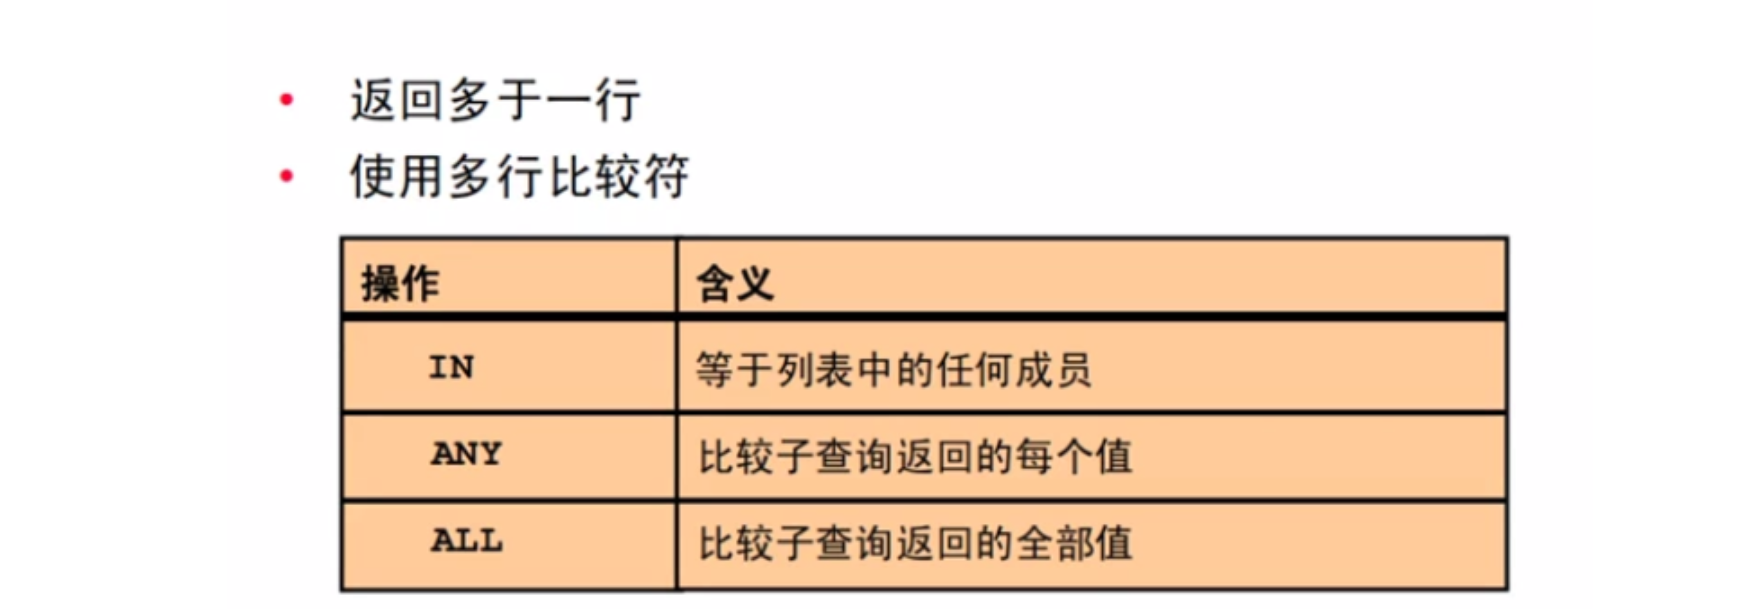 • 返回多于一行
• 使用多行比较符
操作 含义
IN 等于列表中的任何成员
ANY 比较子查询返回的每个值
ALL 比较子查询返回的全部值